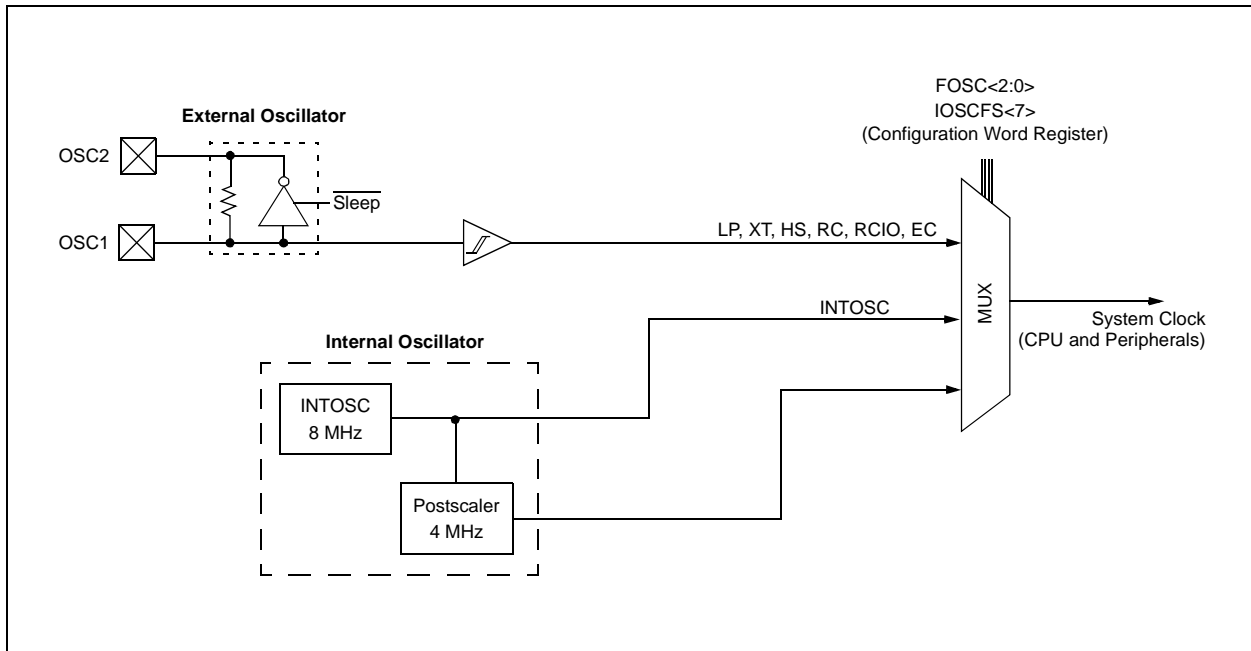 FOSC<2:0>
IOSCFS<7>
(Configuration Word Register)
External Oscillator
OSC2
Sleep
OSC1
LP, XT, HS, RC, RCIO, EC
MUX
INTOSC
System Clock
(CPU and Peripherals)
Internal Oscillator
INTOSC
8 MHz
Postscaler
4 MHz